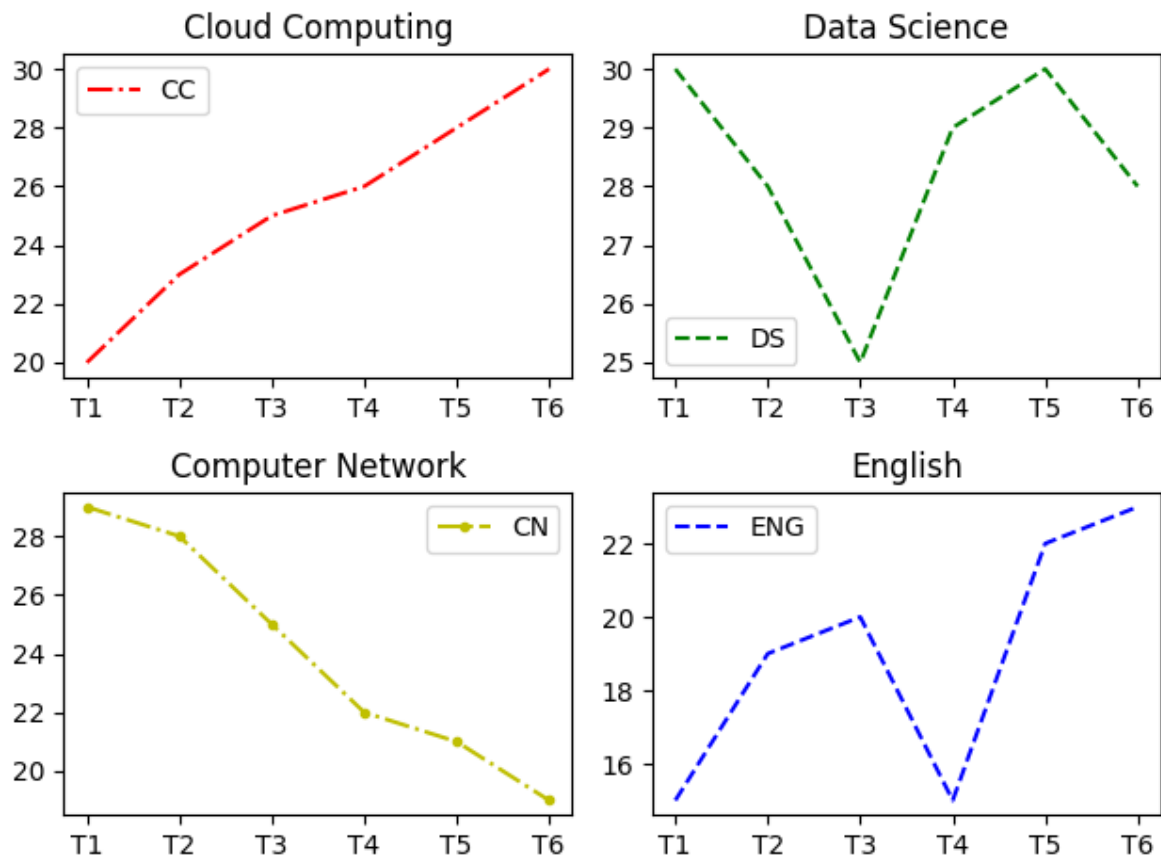 Cloud Computing
30
28
26
24
22
20
CC
T1 T2 T3 T4 T5 T6
Data Science
30
29
28
27
26
25
DS
T1 T2 T3 T4 T5 T6
Computer Network
28
26
24
22
20
CN
T1 T2 T3 T4 T5 T6
English
22
20
18
16
ENG
T1 T2 T3 T4 T5 T6